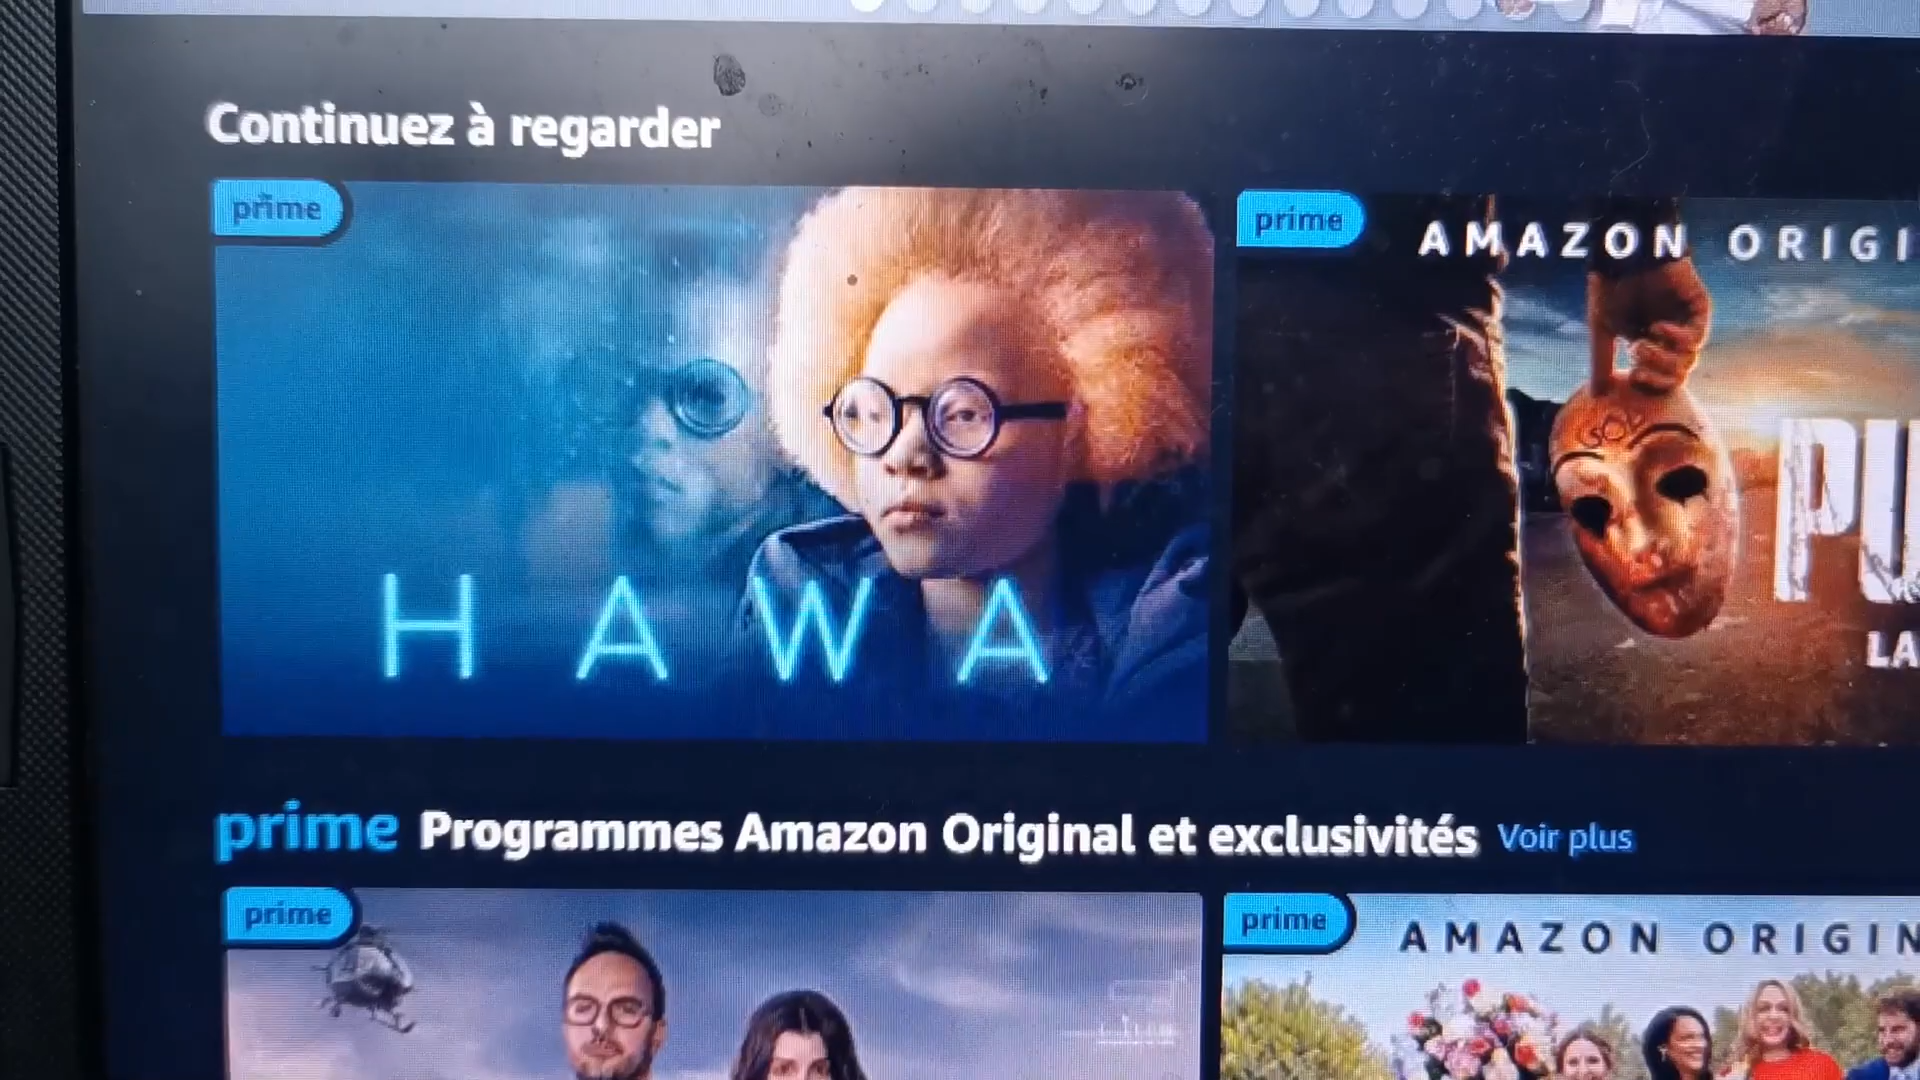 Continuez à regarder
prime
prime
AMAZON ORIGI
HAWA
PU
LA
prime Programmes Amazon Original et exclusivités Voir plus
prime
prime
AMAZON ORIGIN